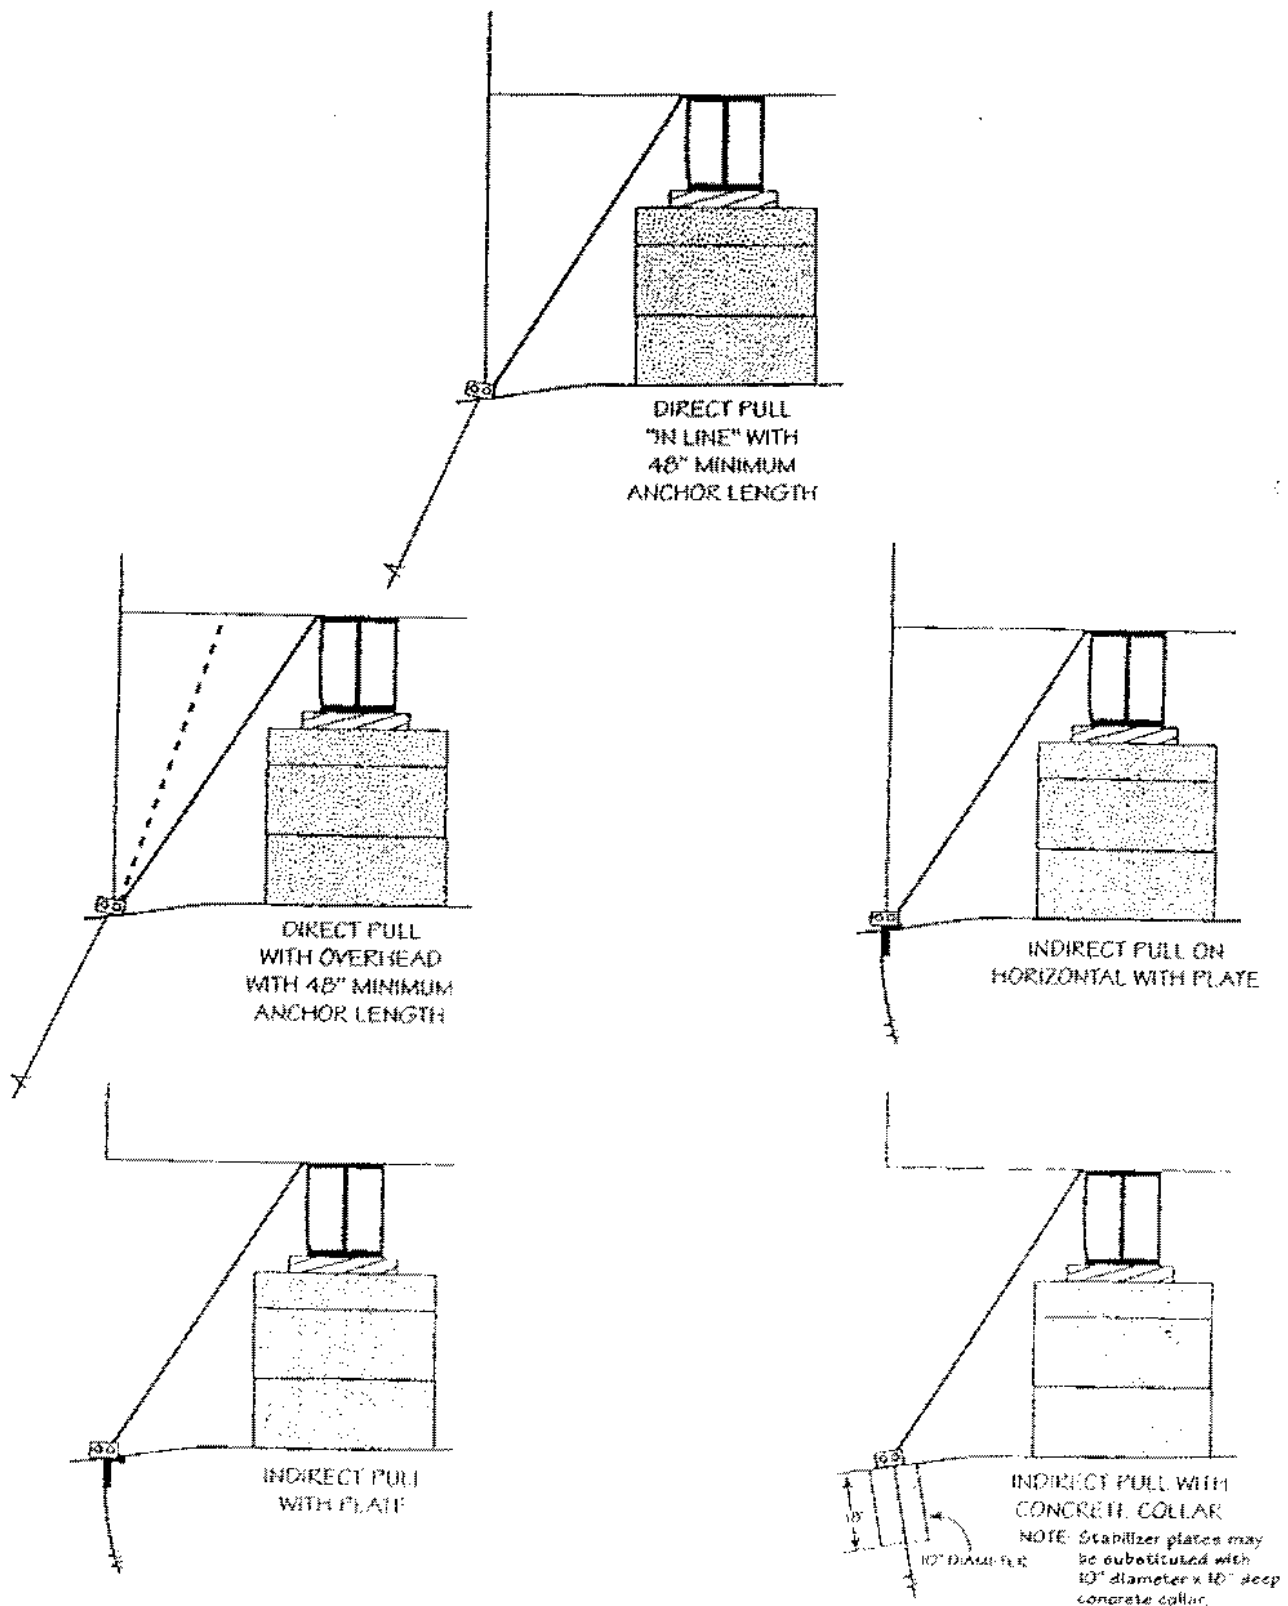 DIRECT PULL
"IN LINE" WITH
48" MINIMUM
ANCHOR LENGTH
DIRECT PULL
WITH OVERHEAD
WITH 48" MINIMUM
ANCHOR LENGTH
INDIRECT PULL ON
HORIZONTAL WITH PLATE
INDIRECT PULL
WITH PLATE
INDIRECT PULL WITH
CONCRETE COLLAR
18"
10" DIAMETER
NOTE: Stabilizer plates may
be substituted with
10" diameter x 18" deep
concrete collar.